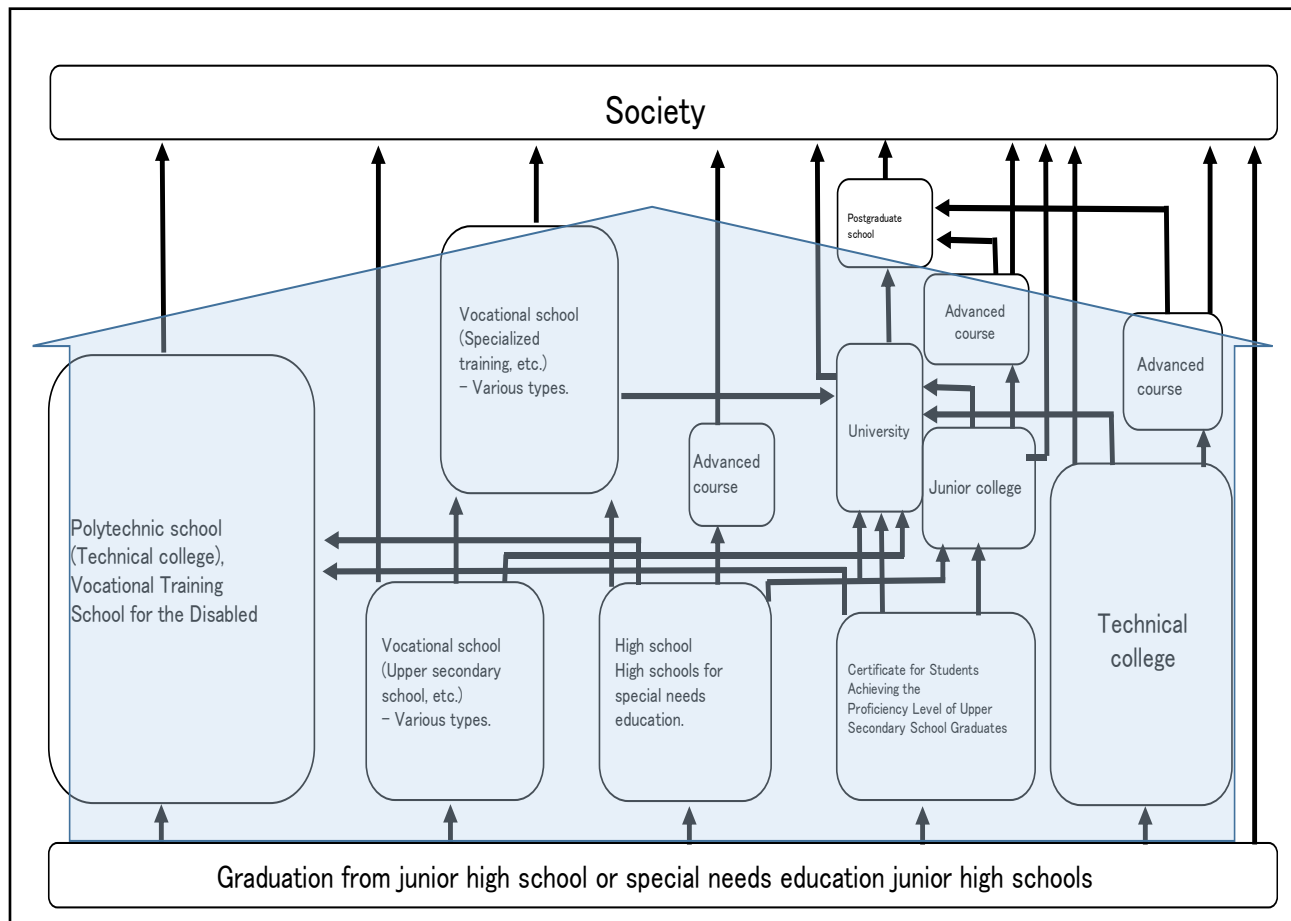 Society
Postgraduate
school
Vocational school
(Specialized
training, etc.)
– Various types.
Advanced
course
Advanced
course
University
Advanced
course
Junior college
Polytechnic school
(Technical college),
Vocational Training
School for the Disabled
Vocational school
(Upper secondary
school, etc.)
– Various types.
High school
High schools for
special needs
education.
Certificate for Students
Achieving the
Proficiency Level of Upper
Secondary School Graduates
Technical
college
Graduation from junior high school or special needs education junior high schools